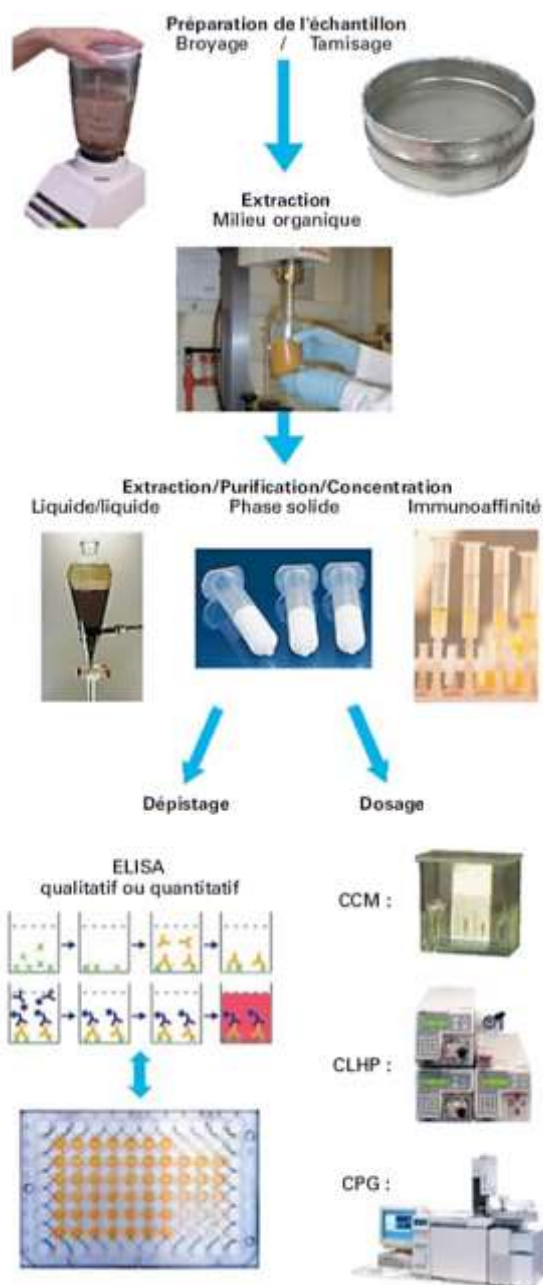 Préparation de l'échantillon
Broyage / Tamisage
Extraction
Milieu organique
Extraction/Purification/Concentration
Liquide/liquide Phase solide Immunoaffinité
Dépistage Dosage
ELISA
qualitatif ou quantitatif
CCM :
CLHP :
CPG :